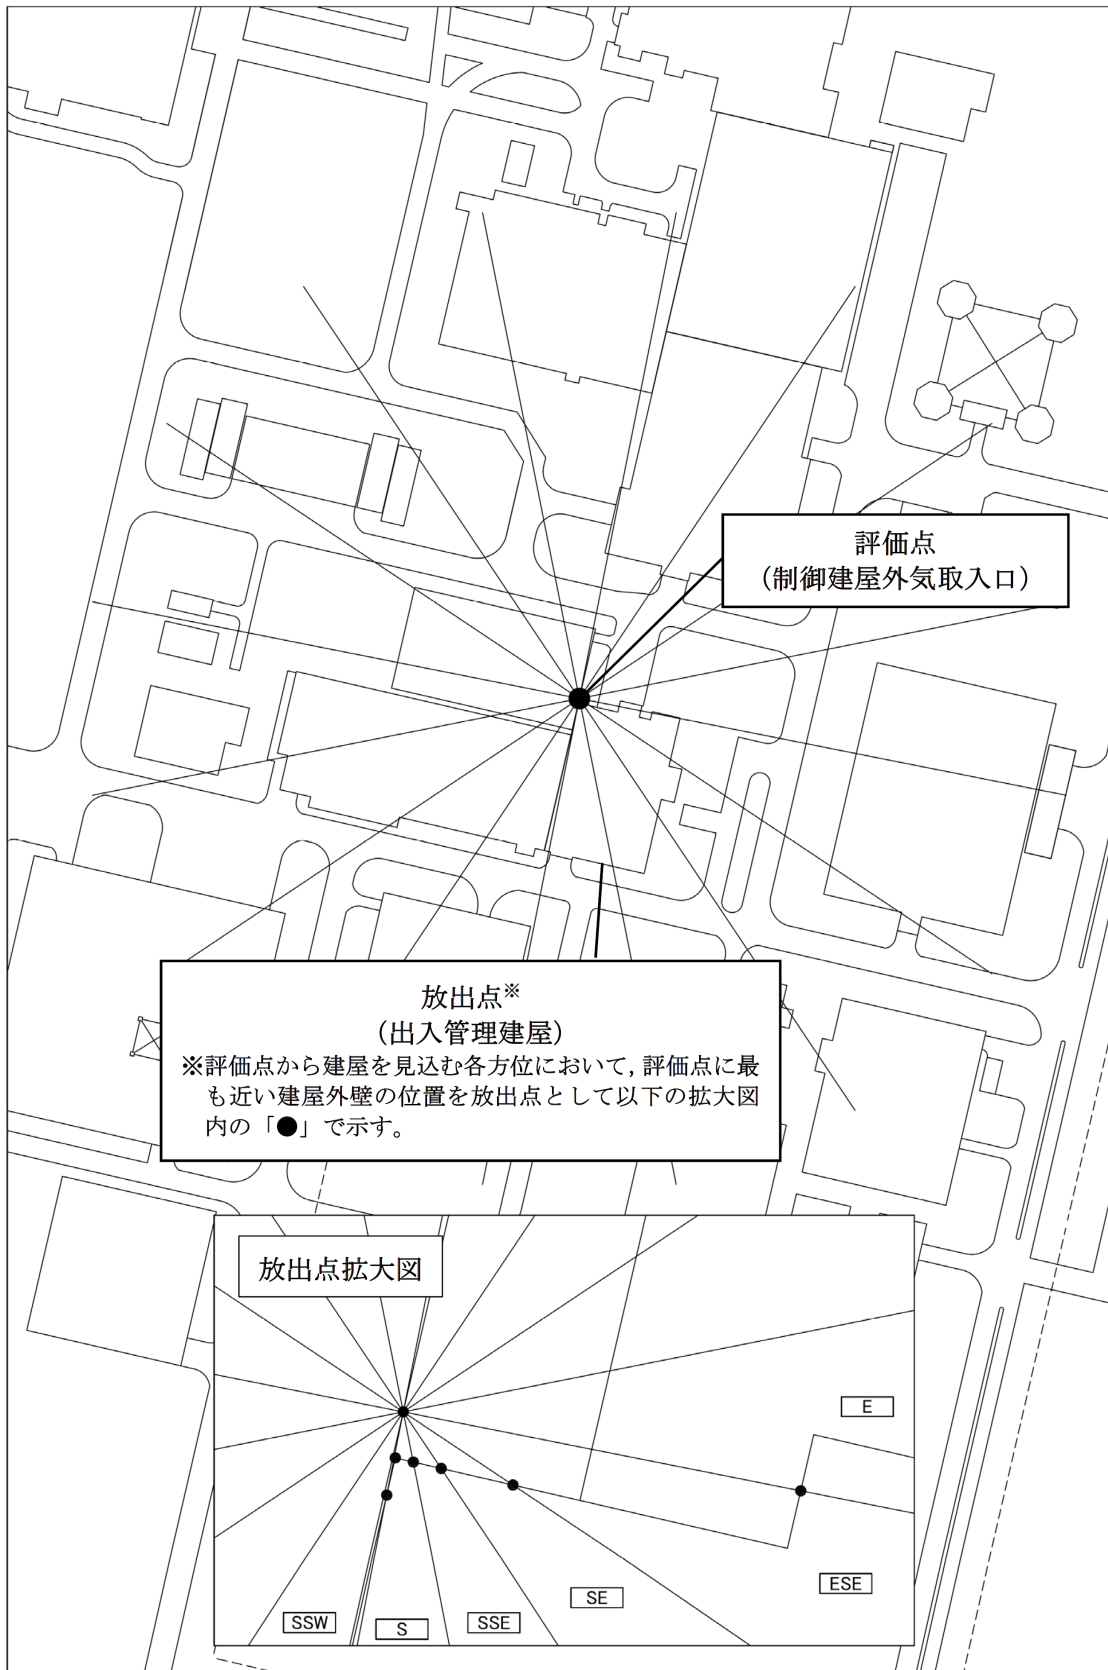 評価点
（制御建屋外気取入口）
放出点※
（出入管理建屋）
※評価点から建屋を見込む各方位において，評価点に最
も近い建屋外壁の位置を放出点として以下の拡大図
内の「●」で示す。
放出点拡大図
E
ESE
SE
SSE
S
SSW